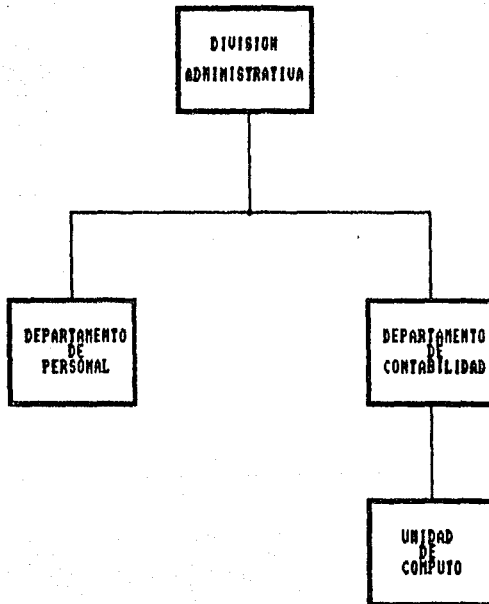 DIVISION
ADMINISTRATIVA
DEPARTAMENTO
DE
PERSONAL
DEPARTAMENTO
DE
CONTABILIDAD
UNIDAD
DE
COMPUTO